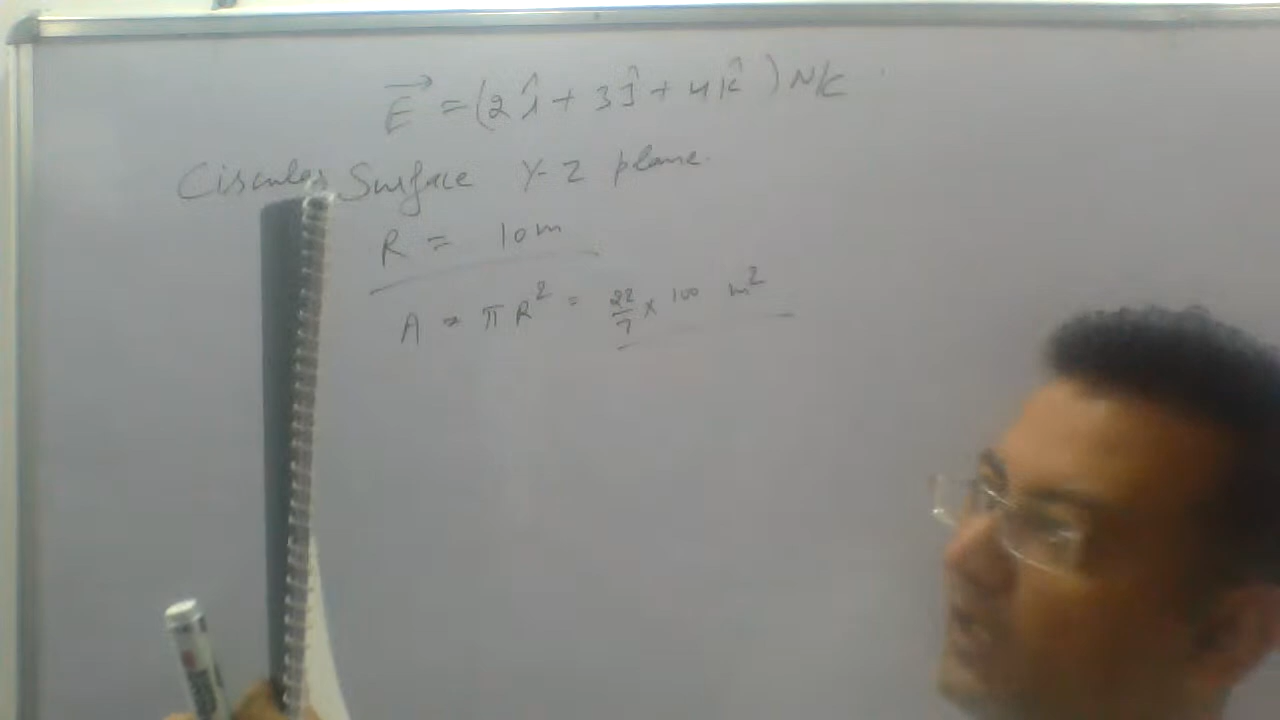 E⃗ = (2î + 3ĵ + 4k̂) N/C
Circular Surface Y-Z plane.
R = 10m
A = πR² = 22/7 × 100 m²